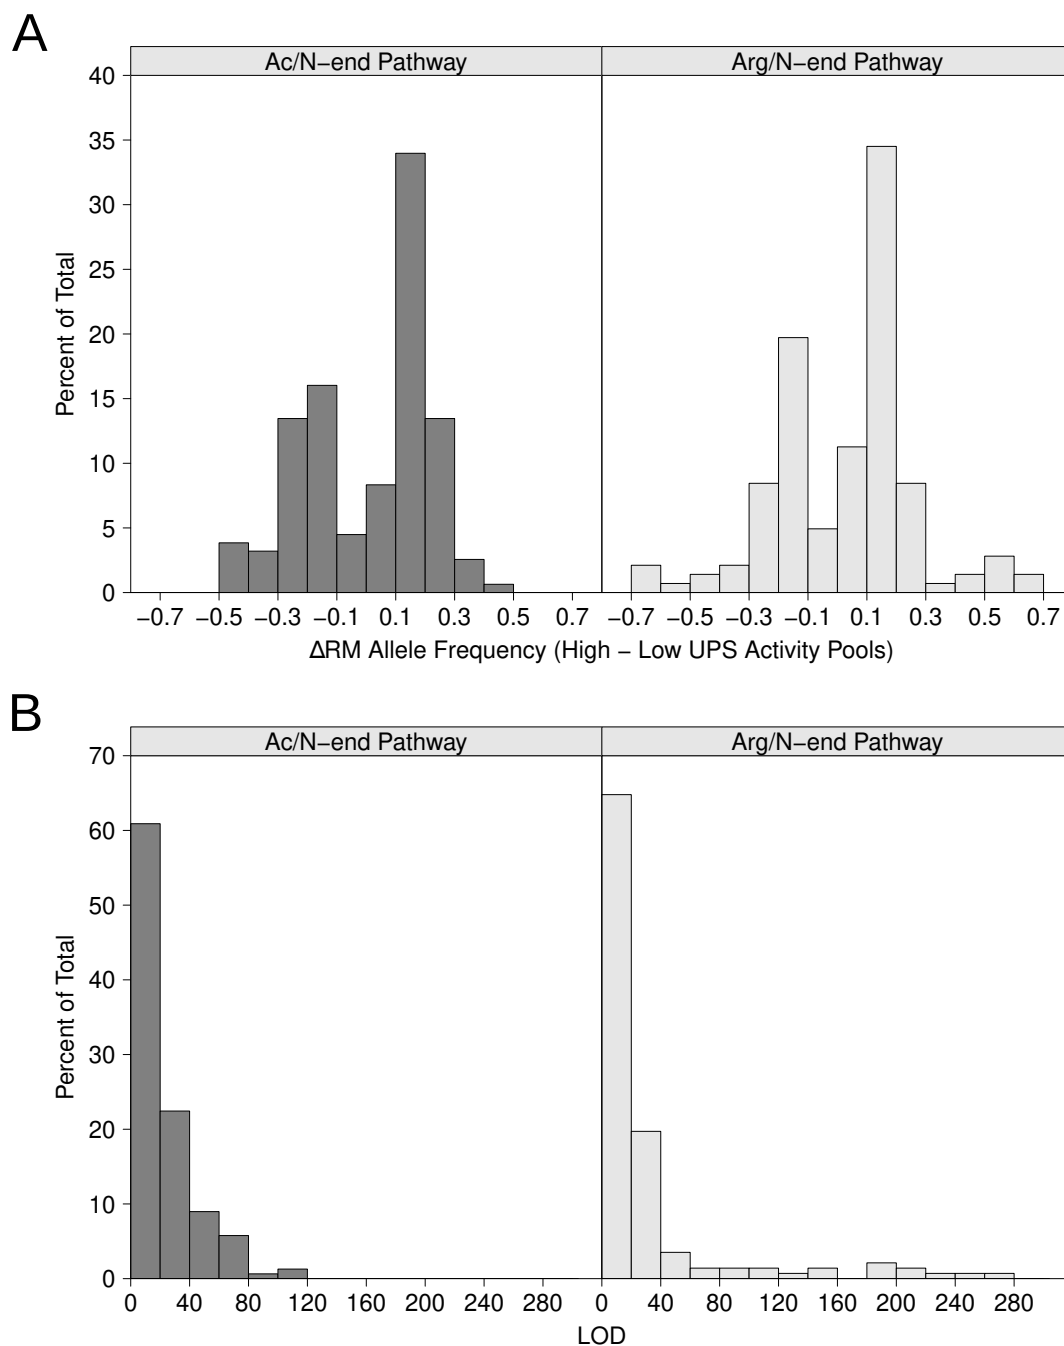 A
Ac/N−end Pathway Arg/N−end Pathway
40
35
30
25
20
15
10
5
0
Percent of Total
−0.7 −0.5 −0.3 −0.1 0.1 0.3 0.5 0.7 −0.7 −0.5 −0.3 −0.1 0.1 0.3 0.5 0.7
ΔRM Allele Frequency (High − Low UPS Activity Pools)
B
Ac/N−end Pathway Arg/N−end Pathway
70
60
50
40
30
20
10
0
Percent of Total
0 40 80 120 160 200 240 280 0 40 80 120 160 200 240 280
LOD